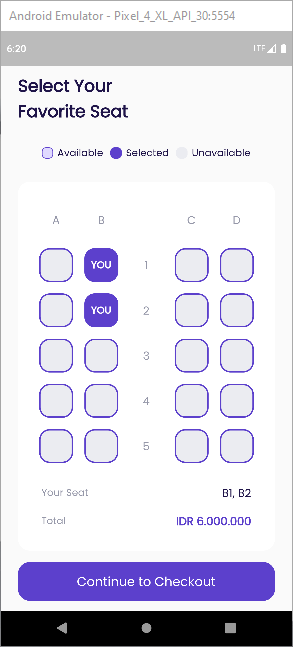 Android Emulator - Pixel_4_XL_API_30:5554
6:20 LTE
Select Your
Favorite Seat
Available Selected Unavailable
A B C D
YOU 1
YOU 2
3
4
5
Your Seat B1, B2
Total IDR 6.000.000
Continue to Checkout